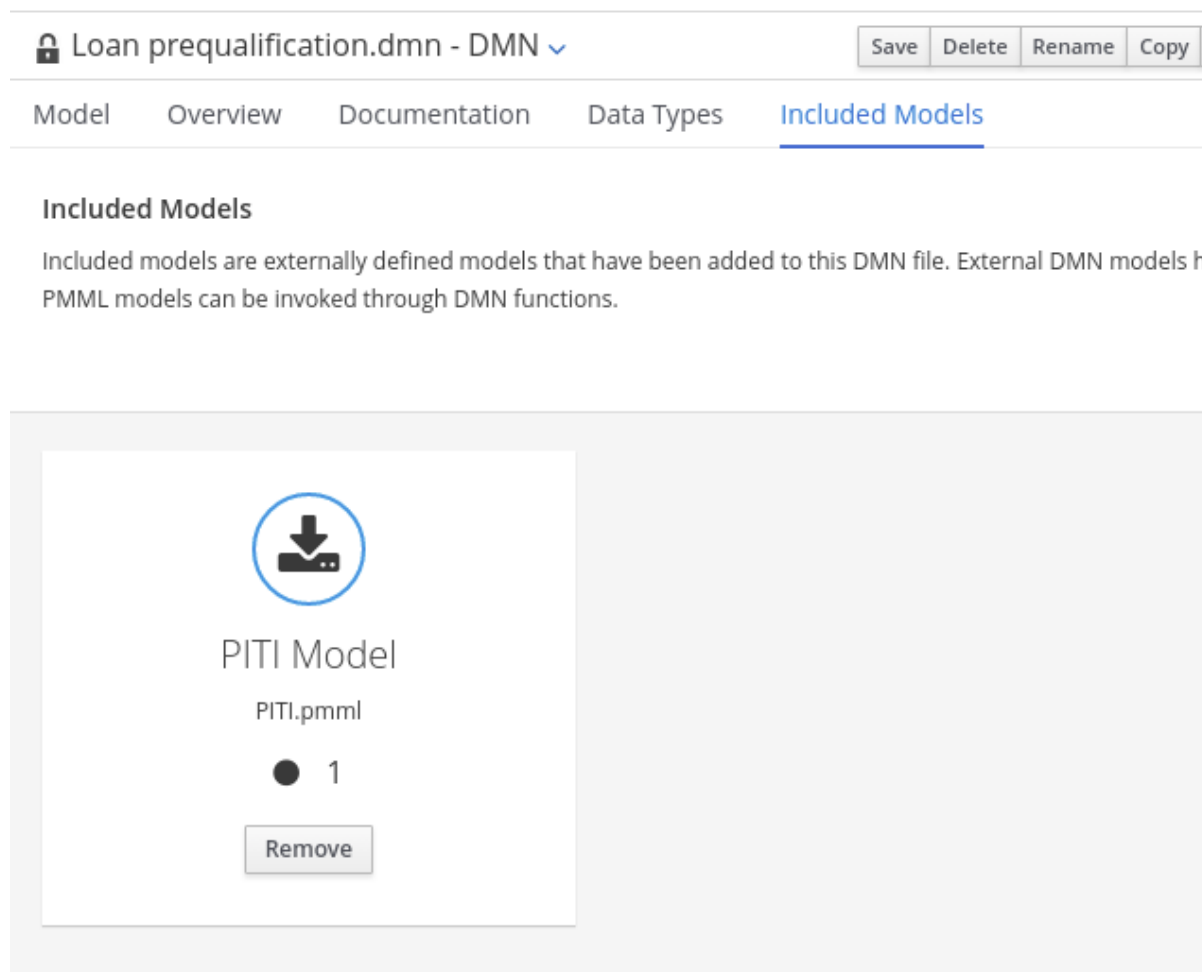 Loan prequalification.dmn - DMN
Save Delete Rename Copy
Model Overview Documentation Data Types Included Models
Included Models
Included models are externally defined models that have been added to this DMN file. External DMN models
PMML models can be invoked through DMN functions.
PITI Model
PITI.pmml
1
Remove